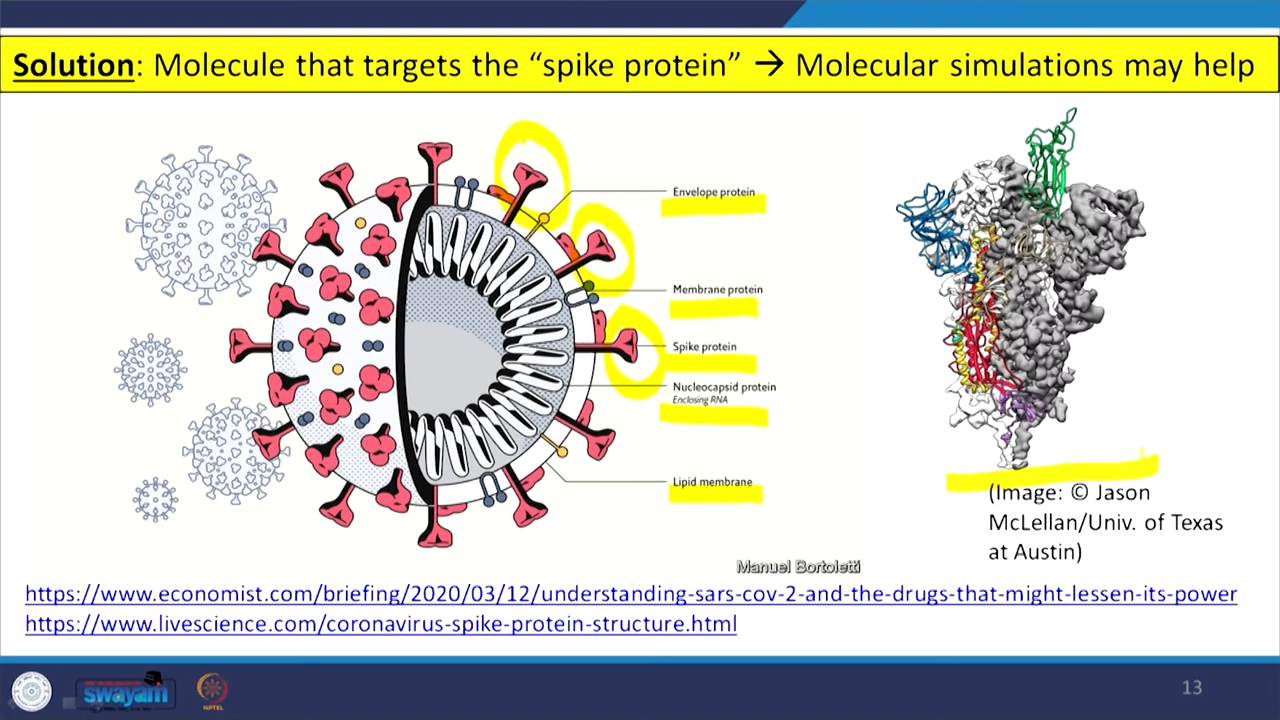 Solution: Molecule that targets the “spike protein” → Molecular simulations may help
Envelope protein
Membrane protein
Spike protein
Nucleocapsid protein
Enclosing RNA
Lipid membrane
Manuel Bortoletti
(Image: © Jason
McLellan/Univ. of Texas
at Austin)
https://www.economist.com/briefing/2020/03/12/understanding-sars-cov-2-and-the-drugs-that-might-lessen-its-power
https://www.livescience.com/coronavirus-spike-protein-structure.html
swayam
NPTEL
13